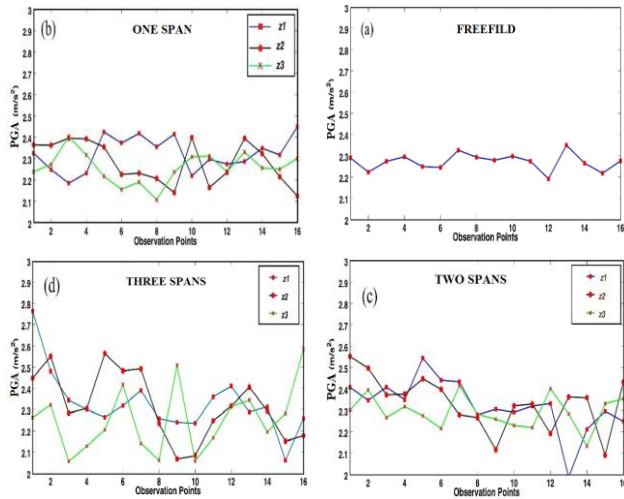 (b)
ONE SPAN
z1
z2
z3
PGA (m/s²)
3
2.9
2.8
2.7
2.6
2.5
2.4
2.3
2.2
2.1
2
2 4 6 8 10 12 14 16
Observation Points
(a)
FREEFILD
PGA (m/s²)
3
2.9
2.8
2.7
2.6
2.5
2.4
2.3
2.2
2.1
2
2 4 6 8 10 12 14 16
Observation Points
(d)
THREE SPANS
z1
z2
z3
PGA (m/s²)
3
2.9
2.8
2.7
2.6
2.5
2.4
2.3
2.2
2.1
2
2 4 6 8 10 12 14 16
Observation Points
TWO SPANS
(c)
z1
z2
z3
PGA (m/s²)
3
2.9
2.8
2.7
2.6
2.5
2.4
2.3
2.2
2.1
2
2 4 6 8 10 12 14 16
Observation Points